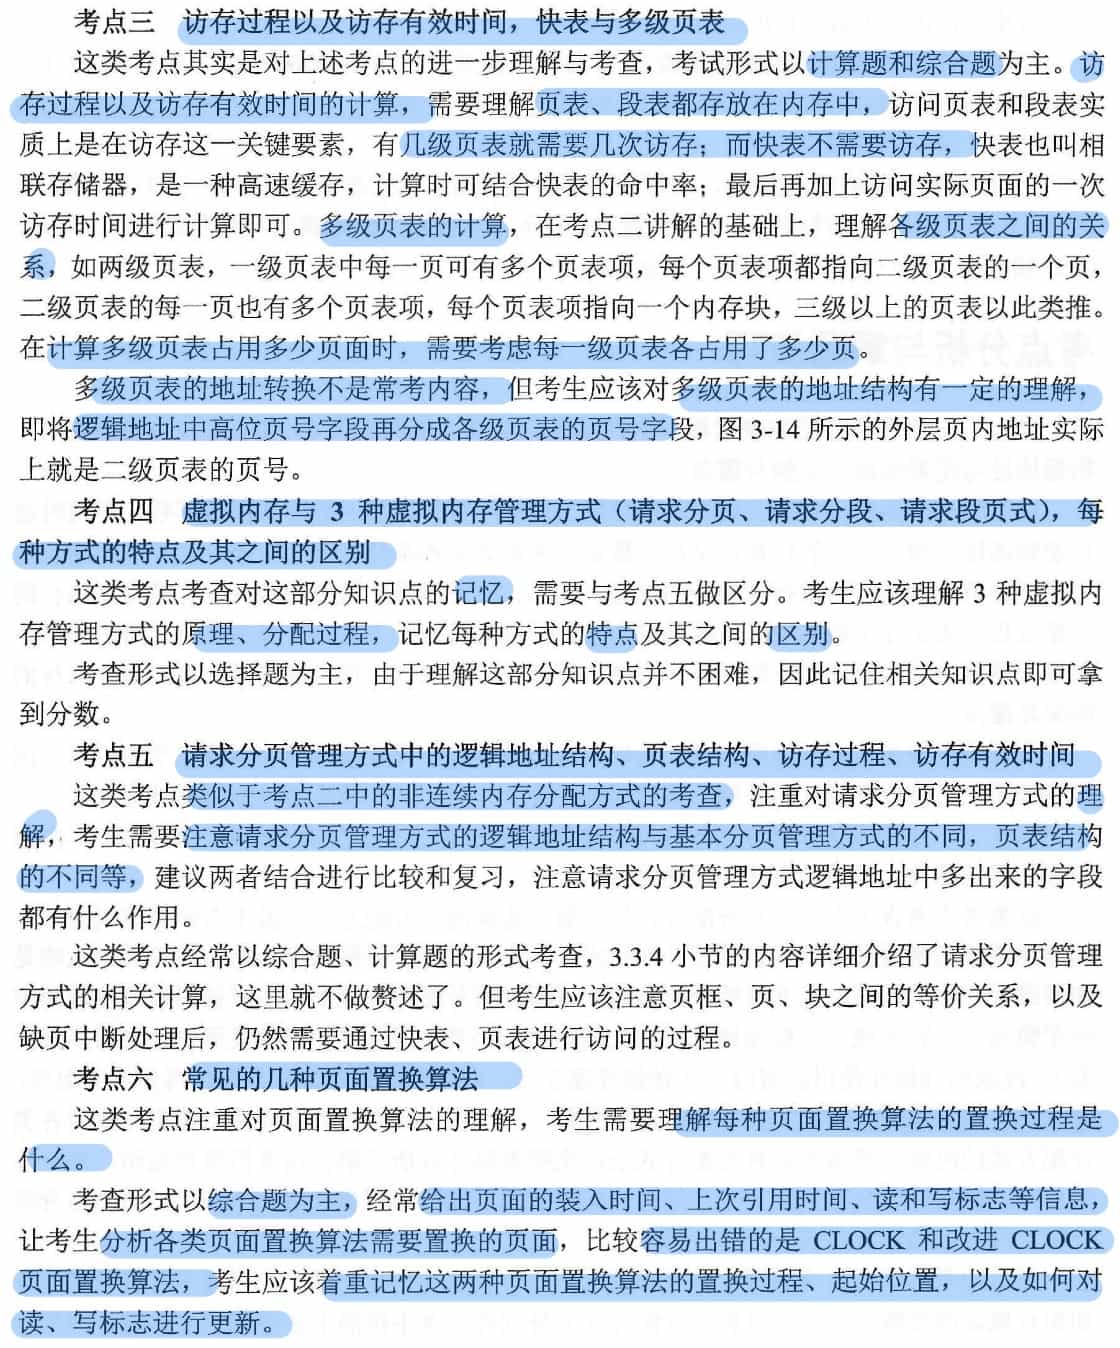 考点三 访存过程以及访存有效时间，快表与多级页表
这类考点其实是对上述考点的进一步理解与考查，考试形式以计算题和综合题为主。访
存过程以及访存有效时间的计算，需要理解页表、段表都存放在内存中，访问页表和段表实
质上是在访存这一关键要素，有几级页表就需要几次访存；而快表不需要访存，快表也叫相
联存储器，是一种高速缓存，计算时可结合快表的命中率；最后再加上访问实际页面的一次
访存时间进行计算即可。多级页表的计算，在考点二讲解的基础上，理解各级页表之间的关
系，如两级页表，一级页表中每一页可有多个页表项，每个页表项都指向二级页表的一个页，
二级页表的每一页也有多个页表项，每个页表项指向一个内存块，三级以上的页表以此类推。
在计算多级页表占用多少页面时，需要考虑每一级页表各占用了多少页。
多级页表的地址转换不是常考内容，但考生应该对多级页表的地址结构有一定的理解，
即将逻辑地址中高位页号字段再分成各级页表的页号字段，图 3-14 所示的外层页内地址实际
上就是二级页表的页号。
考点四 虚拟内存与 3 种虚拟内存管理方式（请求分页、请求分段、请求段页式），每
种方式的特点及其之间的区别
这类考点考查对这部分知识点的记忆，需要与考点五做区分。考生应该理解 3 种虚拟内
存管理方式的原理、分配过程，记忆每种方式的特点及其之间的区别。
考查形式以选择题为主，由于理解这部分知识点并不困难，因此记住相关知识点即可拿
到分数。
考点五 请求分页管理方式中的逻辑地址结构、页表结构、访存过程、访存有效时间
这类考点类似于考点二中的非连续内存分配方式的考查，注重对请求分页管理方式的理
解，考生需要注意请求分页管理方式的逻辑地址结构与基本分页管理方式的不同，页表结构
的不同等，建议两者结合进行比较和复习，注意请求分页管理方式逻辑地址中多出来的字段
都有什么作用。
这类考点经常以综合题、计算题的形式考查，3.3.4 小节的内容详细介绍了请求分页管理
方式的相关计算，这里就不做赘述了。但考生应该注意页框、页、块之间的等价关系，以及
缺页中断处理后，仍然需要通过快表、页表进行访问的过程。
考点六 常见的几种页面置换算法
这类考点注重对页面置换算法的理解，考生需要理解每种页面置换算法的置换过程是
什么。
考查形式以综合题为主，经常给出页面的装入时间、上次引用时间、读和写标志等信息，
让考生分析各类页面置换算法需要置换的页面，比较容易出错的是 CLOCK 和改进 CLOCK
页面置换算法，考生应该着重记忆这两种页面置换算法的置换过程、起始位置，以及如何对
读、写标志进行更新。